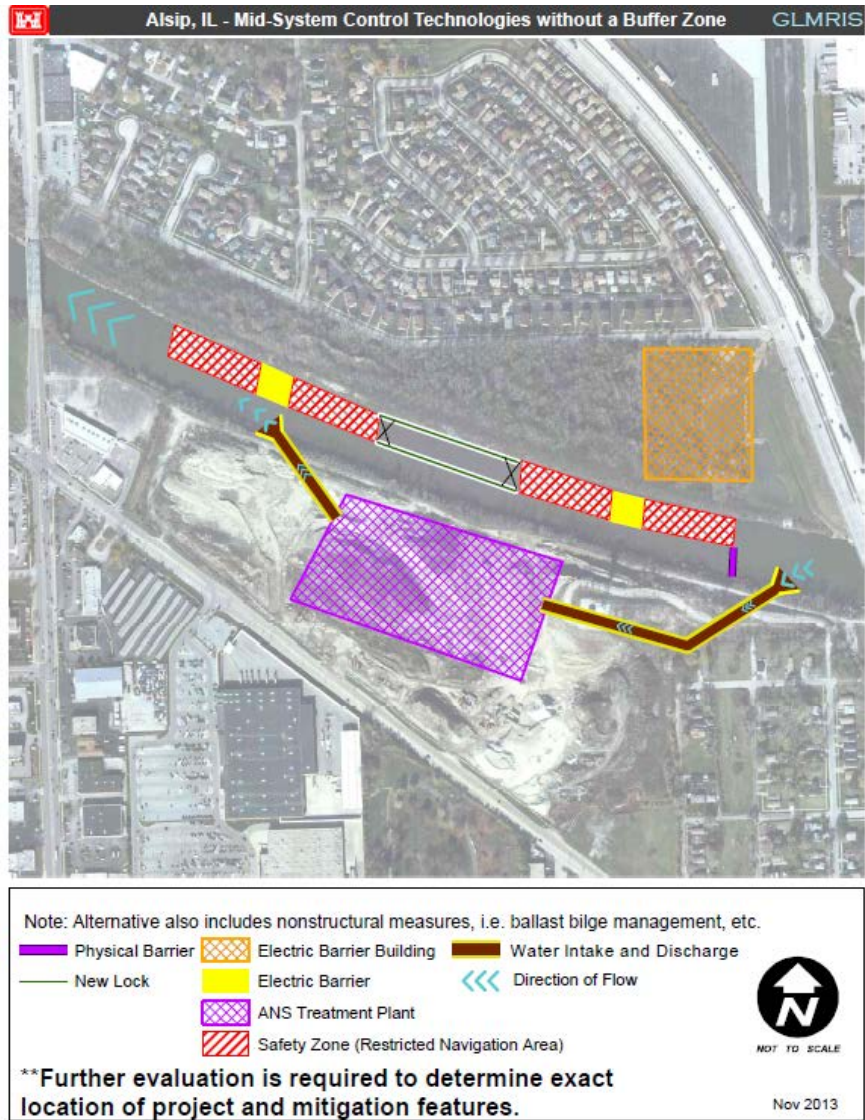 Alsip, IL - Mid-System Control Technologies without a Buffer Zone
GLMRIS
Note: Alternative also includes nonstructural measures, i.e. ballast bilge management, etc.
Physical Barrier
Electric Barrier Building
Water Intake and Discharge
New Lock
Electric Barrier
Direction of Flow
ANS Treatment Plant
Safety Zone (Restricted Navigation Area)
N
NOT TO SCALE
**Further evaluation is required to determine exact
location of project and mitigation features.
Nov 2013